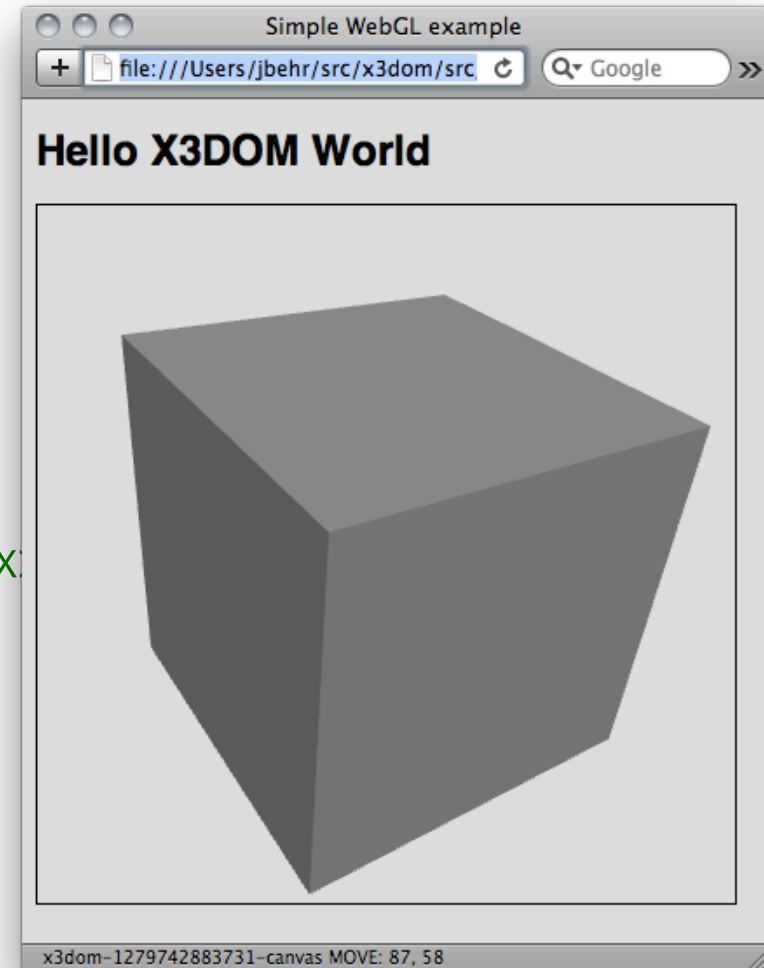 Simple WebGL example
+ file:///Users/jbehr/src/x3dom/src Google »
Hello X3DOM World
x3dom-1279742883731-canvas MOVE: 87, 58